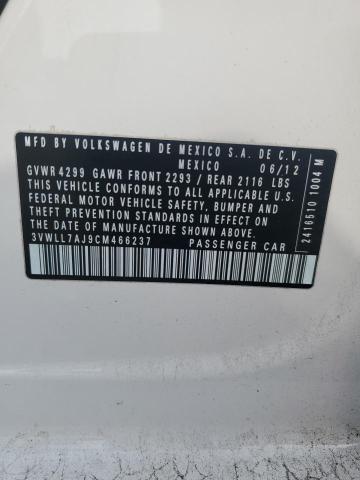 MFD BY VOLKSWAGEN DE MEXICO S.A. DE C.V.
MEXICO 06/12
GVWR 4299 GAWR FRONT 2293 / REAR 2116 LBS
THIS VEHICLE CONFORMS TO ALL APPLICABLE U.S.
FEDERAL MOTOR VEHICLE SAFETY, BUMPER AND
THEFT PREVENTION STANDARDS IN EFFECT ON
DATE OF MANUFACTURE SHOWN ABOVE
3VWLL7AJ9CM466237 PASSENGER CAR
2416510 1004 M